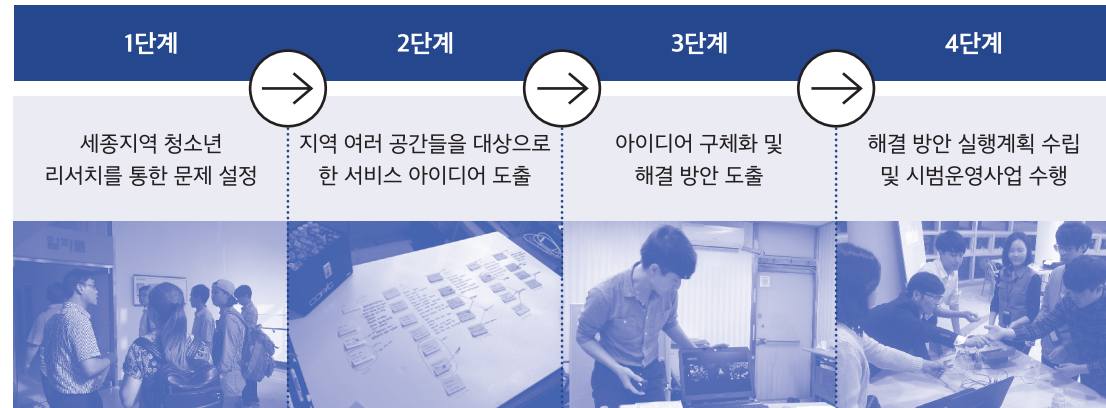 1단계
2단계
3단계
4단계
세종지역 청소년
리서치를 통한 문제 설정
지역 여러 공간들을 대상으로
한 서비스 아이디어 도출
아이디어 구체화 및
해결 방안 도출
해결 방안 실행계획 수립
및 시범운영사업 수행